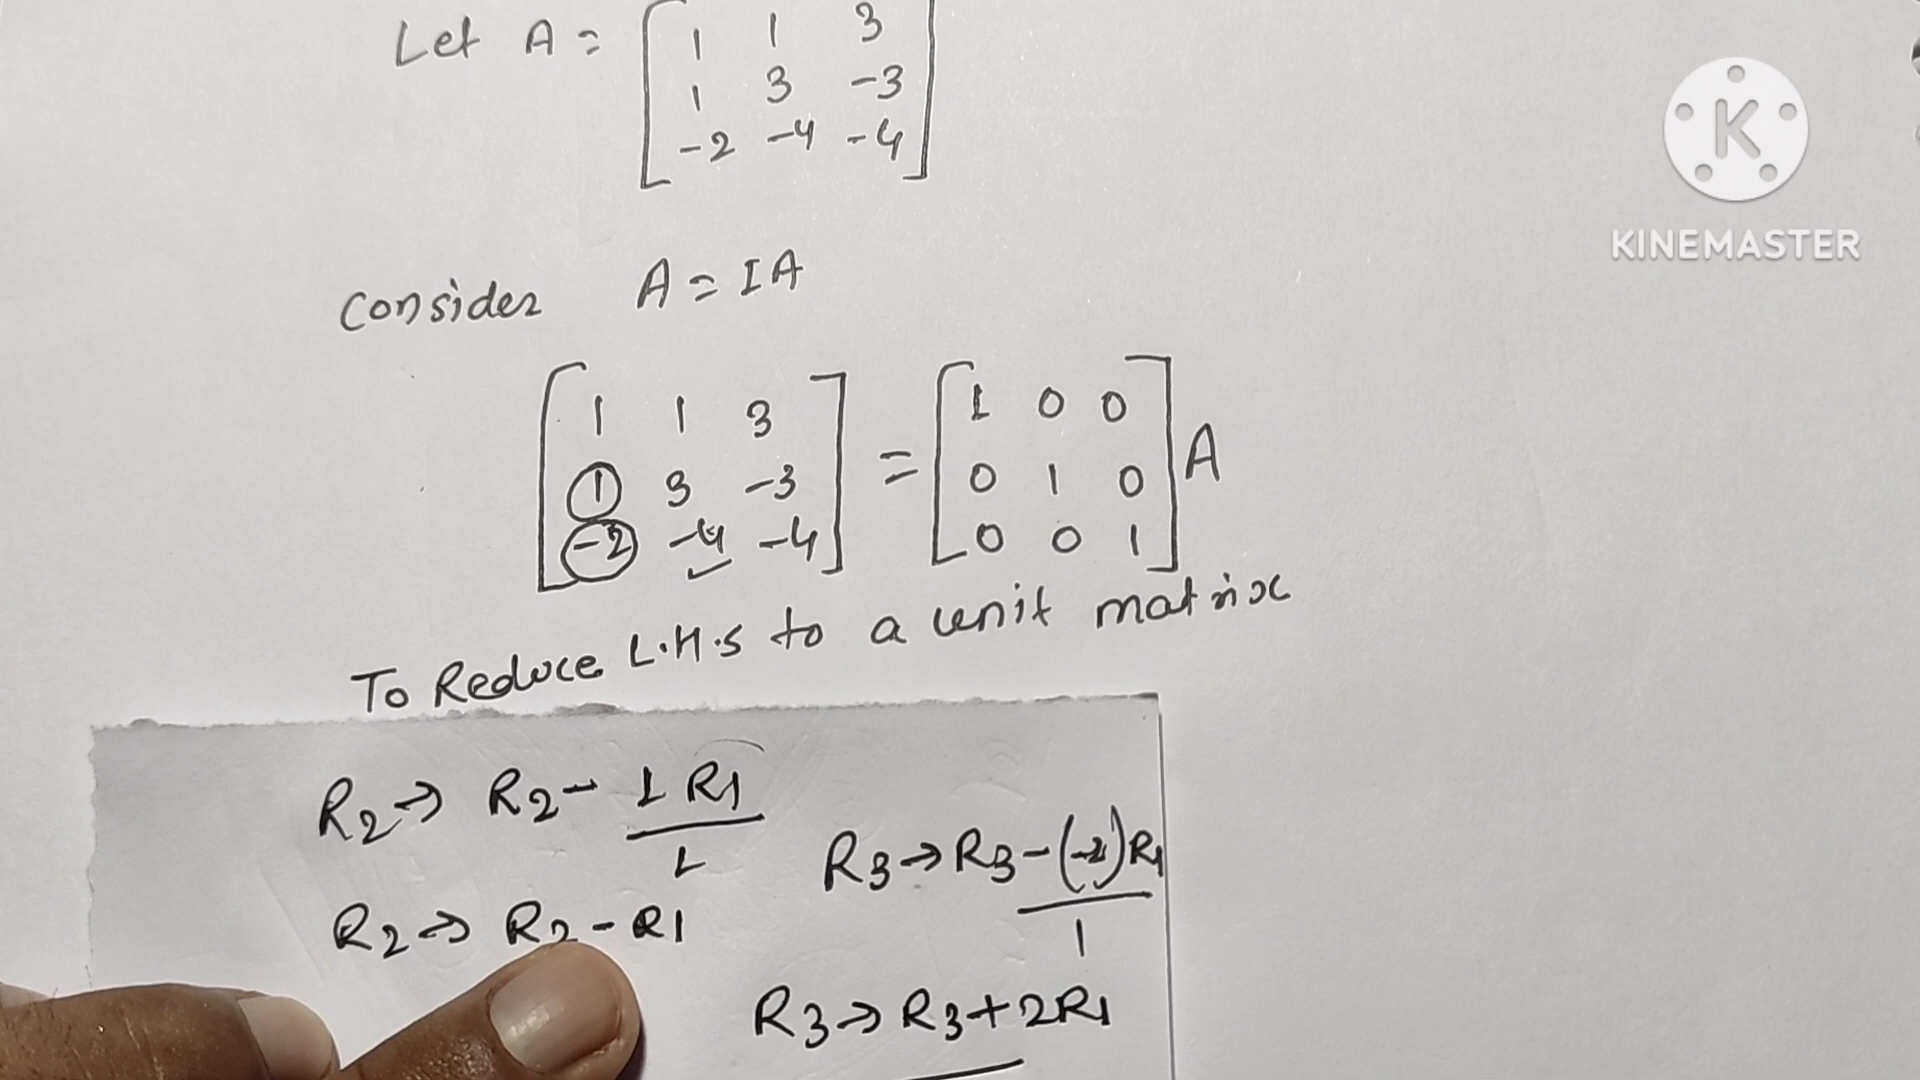 Let A = [1 1 3
1 3 -3
-2 -4 -4]
KINEMASTER
Consider A = IA
[1 1 3 = [1 0 0
1 3 -3 0 1 0 A
-2 -4 -4] 0 0 1]
To Reduce L.H.S to a unit matrix
R2 → R2 - 1 R1 / 1
R3 → R3 - (-2) R1 / 1
R2 → R2 - R1
R3 → R3 + 2R1